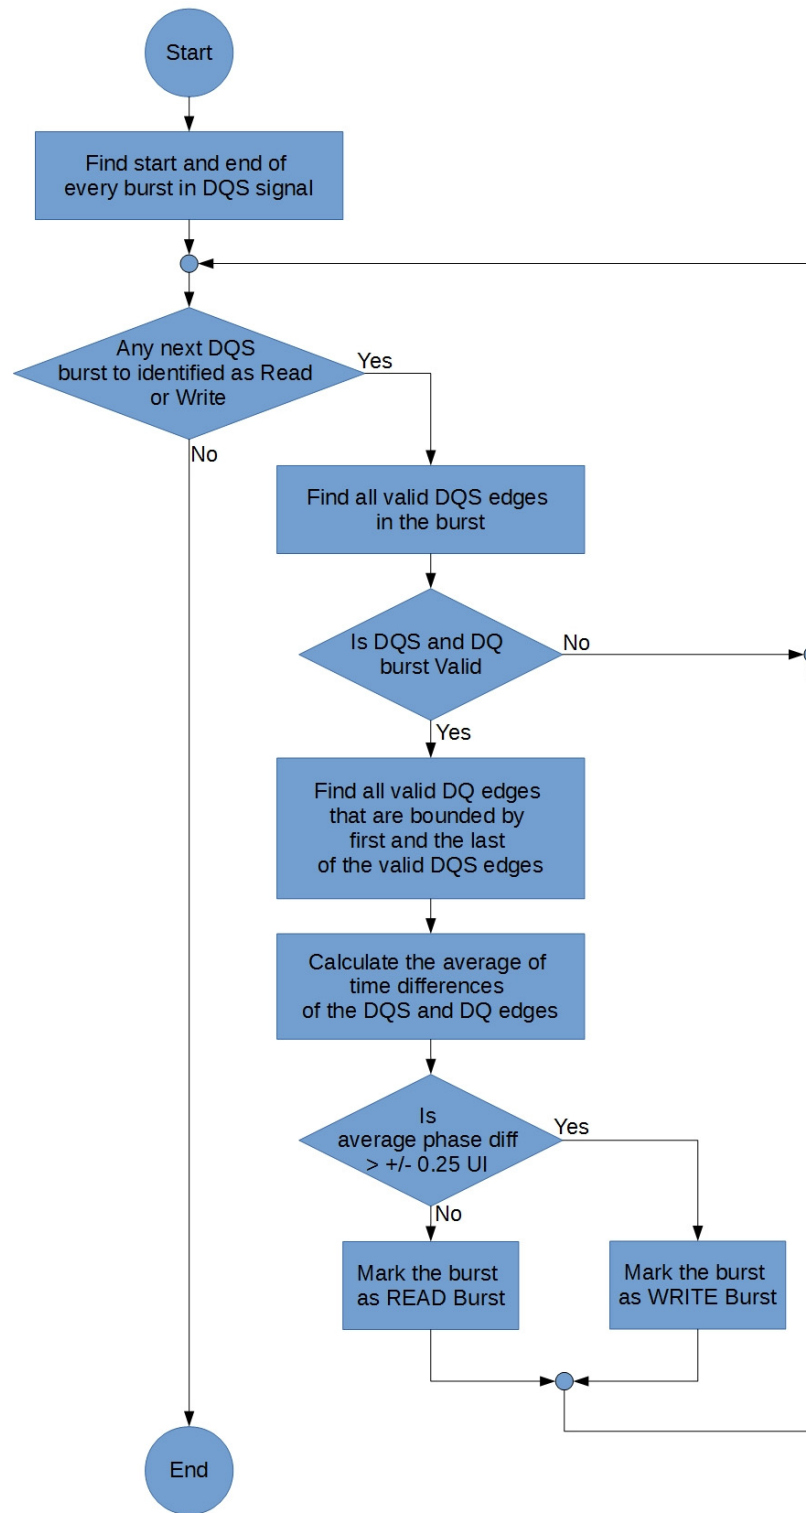 Start
Find start and end of
every burst in DQS signal
Any next DQS
burst to identified as Read
or Write
Yes
No
Find all valid DQS edges
in the burst
Is DQS and DQ
burst Valid
No
Yes
Find all valid DQ edges
that are bounded by
first and the last
of the valid DQS edges
Calculate the average of
time differences
of the DQS and DQ edges
Is
average phase diff
> +/- 0.25 UI
Yes
No
Mark the burst
as READ Burst
Mark the burst
as WRITE Burst
End